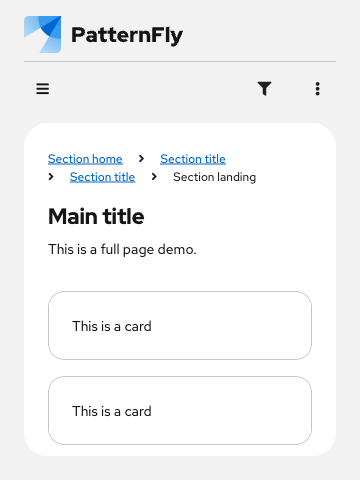 PatternFly
Section home > Section title
> Section title > Section landing
Main title
This is a full page demo.
This is a card
This is a card